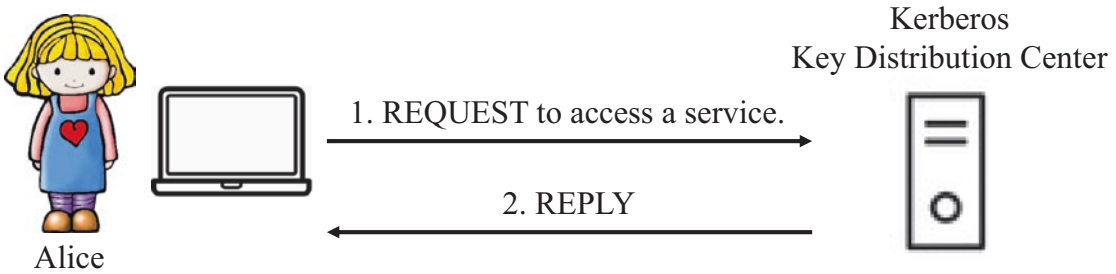 Kerberos
Key Distribution Center
1. REQUEST to access a service.
2. REPLY
Alice